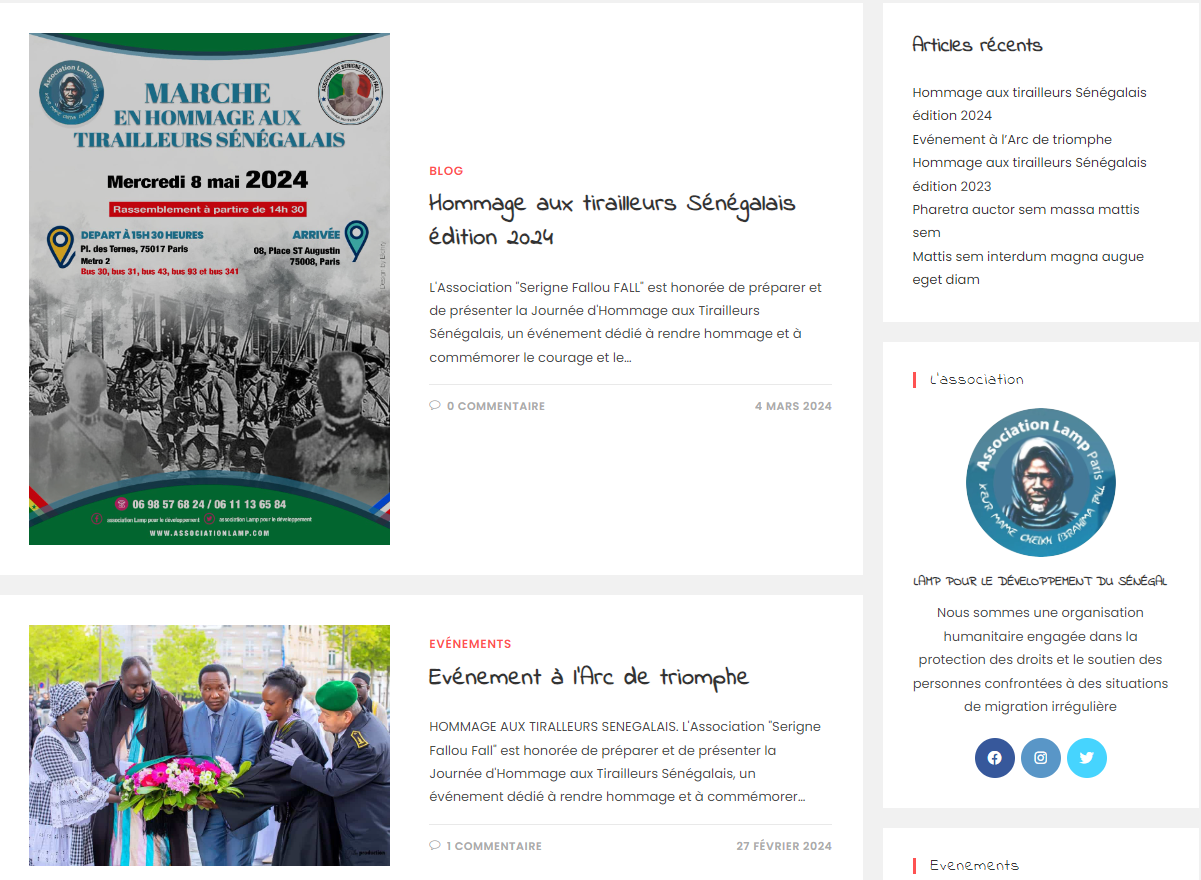 Association Lamp Paris
ASSOCIATION SERIGNE FALLOU FALL
MARCHE
EN HOMMAGE AUX
TIRAILLEURS SÉNÉGALAIS
Mercredi 8 mai 2024
Rassemblement à partire de 14h 30
DEPART À 15H 30 HEURES
Pl. des Ternes, 75017 Paris
Metro 2
Bus 30, bus 31, bus 43, bus 93 et bus 341
ARRIVÉE
08, Place ST Augustin
75008, Paris
06 98 57 68 24 / 06 11 13 65 84
association Lamp pour le développement association Lamp pour le développement
WWW.ASSOCIATIONLAMP.COM
BLOG
Hommage aux tirailleurs Sénégalais
édition 2024
L'Association "Serigne Fallou FALL" est honorée de préparer et
de présenter la Journée d'Hommage aux Tirailleurs
Sénégalais, un événement dédié à rendre hommage et à
commémorer le courage et le…
0 COMMENTAIRE
4 MARS 2024
EVÉNEMENTS
Evénement à l'Arc de triomphe
HOMMAGE AUX TIRALLEURS SENEGALAIS. L'Association "Serigne
Fallou Fall" est honorée de préparer et de présenter la
Journée d'Hommage aux Tirailleurs Sénégalais, un
événement dédié à rendre hommage et à commémorer…
1 COMMENTAIRE
27 FÉVRIER 2024
Articles récents
Hommage aux tirailleurs Sénégalais
édition 2024
Evénement à l'Arc de triomphe
Hommage aux tirailleurs Sénégalais
édition 2023
Pharetra auctor sem massa mattis
sem
Mattis sem interdum magna augue
eget diam
L'association
Association Lamp Paris
KEUR MAME CHEIKH IBRAHIMA FALL
LAMP POUR LE DÉVELOPPEMENT DU SÉNÉGAL
Nous sommes une organisation
humanitaire engagée dans la
protection des droits et le soutien des
personnes confrontées à des situations
de migration irrégulière
Evenements